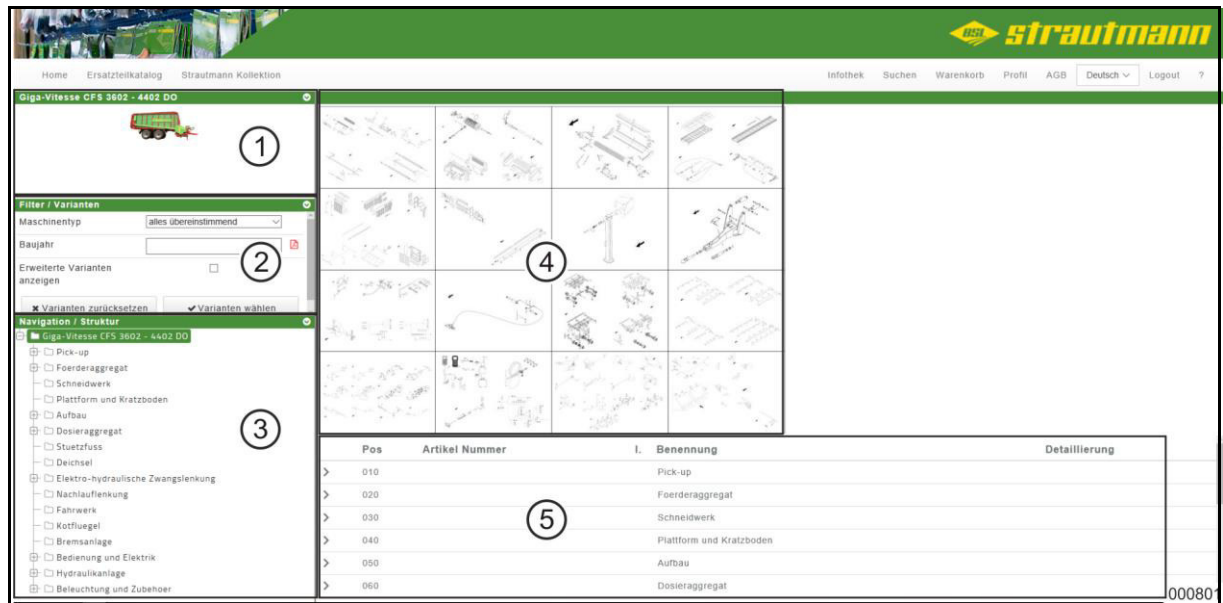 BSL strautmann
Home Ersatzteilkatalog Strautmann Kollektion Infothek Suchen Warenkorb Profil AGB Deutsch Logout ?
Giga-Vitesse CFS 3602 - 4402 DO
1
Filter / Varianten
Maschinentyp alles übereinstimmend
Baujahr
2
Erweiterte Varianten
anzeigen
Varianten zurücksetzen Varianten wählen
Navigation / Struktur
Giga-Vitesse CFS 3602 - 4402 DO
Pick-up
Foerderaggregat
Schneidwerk
Plattform und Kratzboden
Aufbau
Dosieraggregat
3
Stuetzfuss
Deichsel
Elektro-hydraulische Zwangslenkung
Nachlauflenkung
Fahrwerk
Kotfluegel
Bremsanlage
Bedienung und Elektrik
Hydraulikanlage
Beleuchtung und Zubehoer
4
Pos Artikel Nummer I. Benennung Detaillierung
010 Pick-up
020 Foerderaggregat
030 Schneidwerk
5
040 Plattform und Kratzboden
050 Aufbau
060 Dosieraggregat
000801